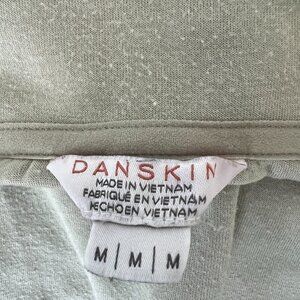 DANSKIN
MADE IN VIETNAM
FABRIQUÉ EN VIETNAM
HECHO EN VIETNAM
M | M | M